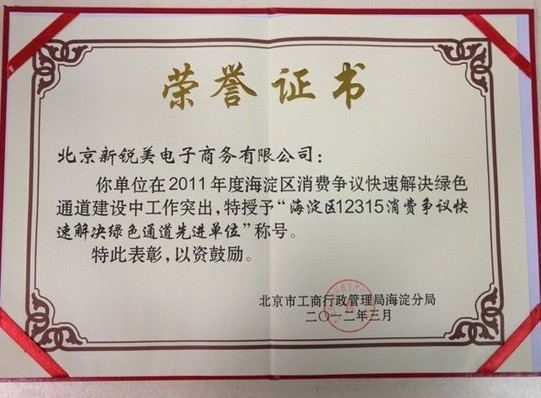 荣誉证书
北京新锐美电子商务有限公司：
你单位在2011年度海淀区消费争议快速解决绿色
通道建设中工作突出，特授予“海淀区12315消费争议快
速解决绿色通道先进单位”称号。
特此表彰，以资鼓励。
北京市工商行政管理局海淀分局
二〇一二年三月